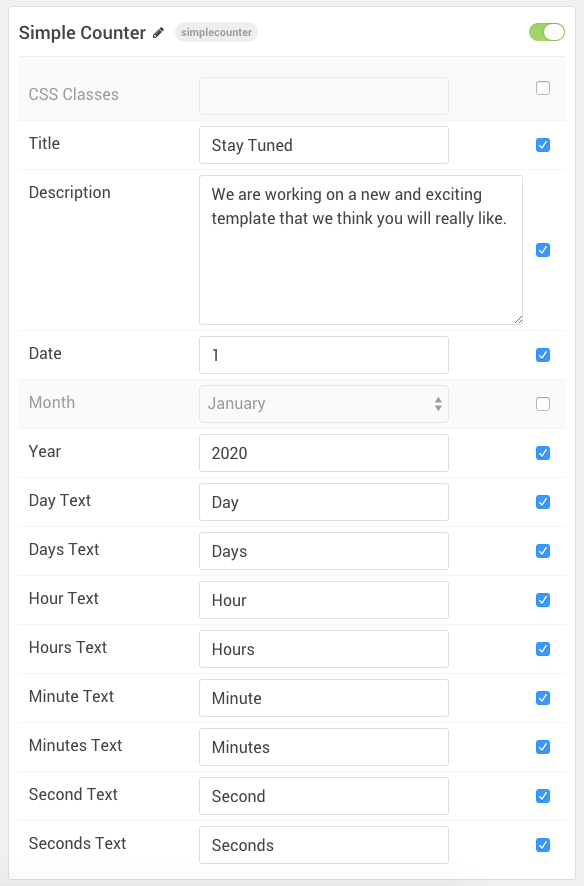 Simple Counter simplecounter
CSS Classes
Title Stay Tuned
Description We are working on a new and exciting
template that we think you will really like.
Date 1
Month January
Year 2020
Day Text Day
Days Text Days
Hour Text Hour
Hours Text Hours
Minute Text Minute
Minutes Text Minutes
Second Text Second
Seconds Text Seconds